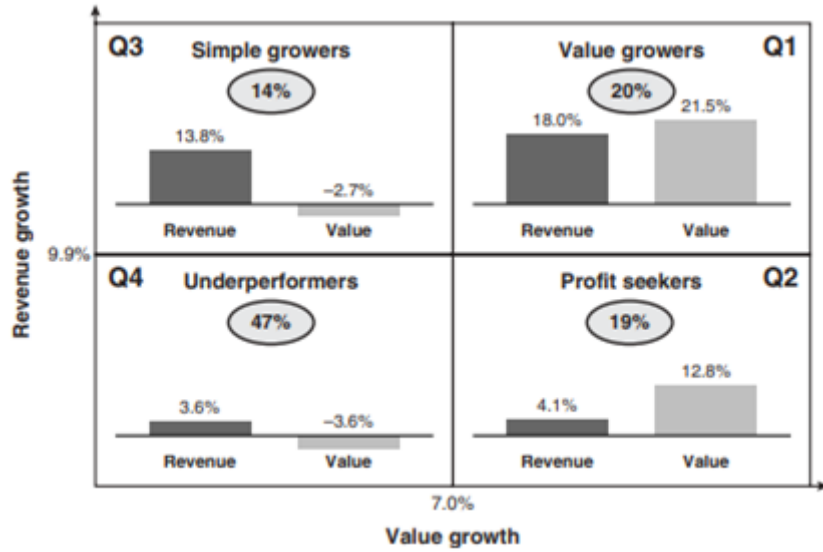 Q3
Simple growers
14%
13.8%
–2.7%
Revenue
Value
Value growers
Q1
20%
18.0%
21.5%
Revenue
Value
Revenue growth
9.9%
Q4
Underperformers
47%
3.6%
–3.6%
Revenue
Value
Profit seekers
Q2
19%
4.1%
12.8%
Revenue
Value
7.0%
Value growth